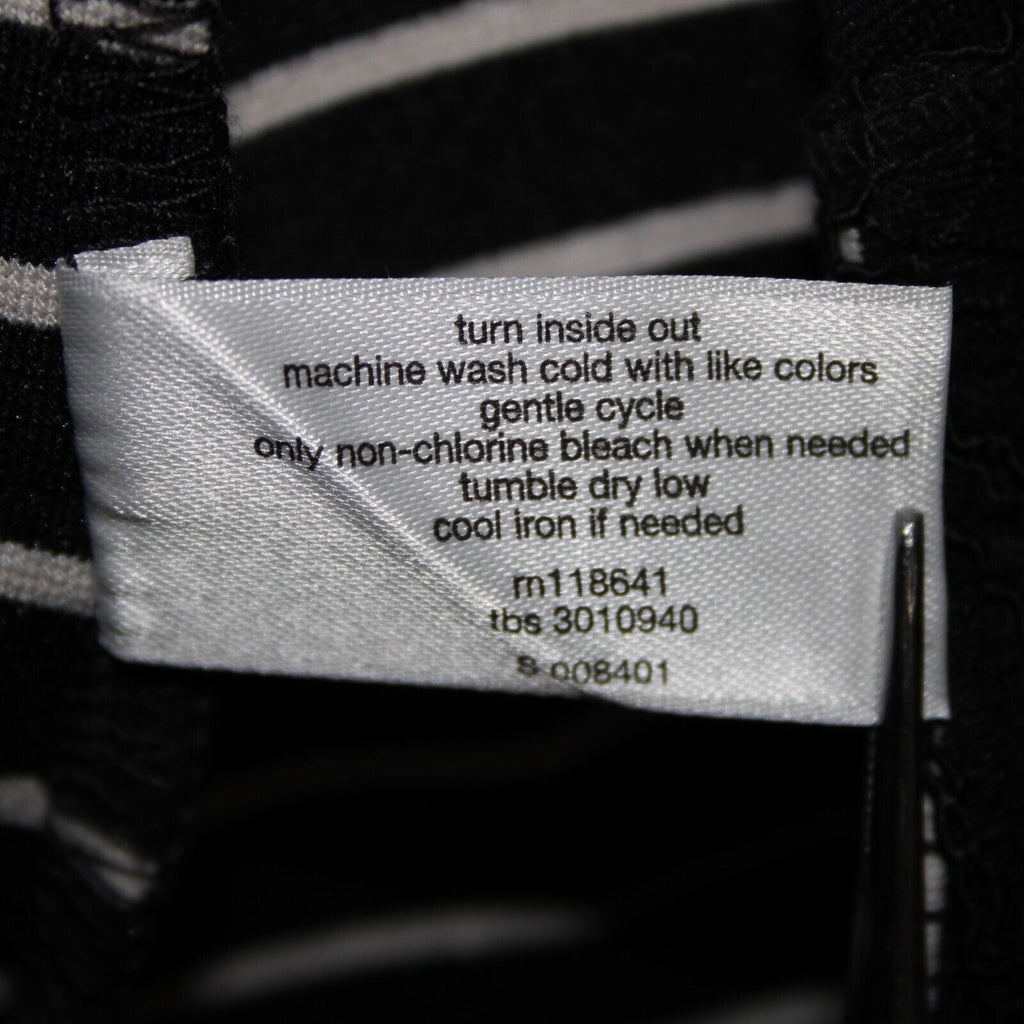 turn inside out
machine wash cold with like colors
gentle cycle
only non-chlorine bleach when needed
tumble dry low
cool iron if needed
rn118641
tbs 3010940
s 008401